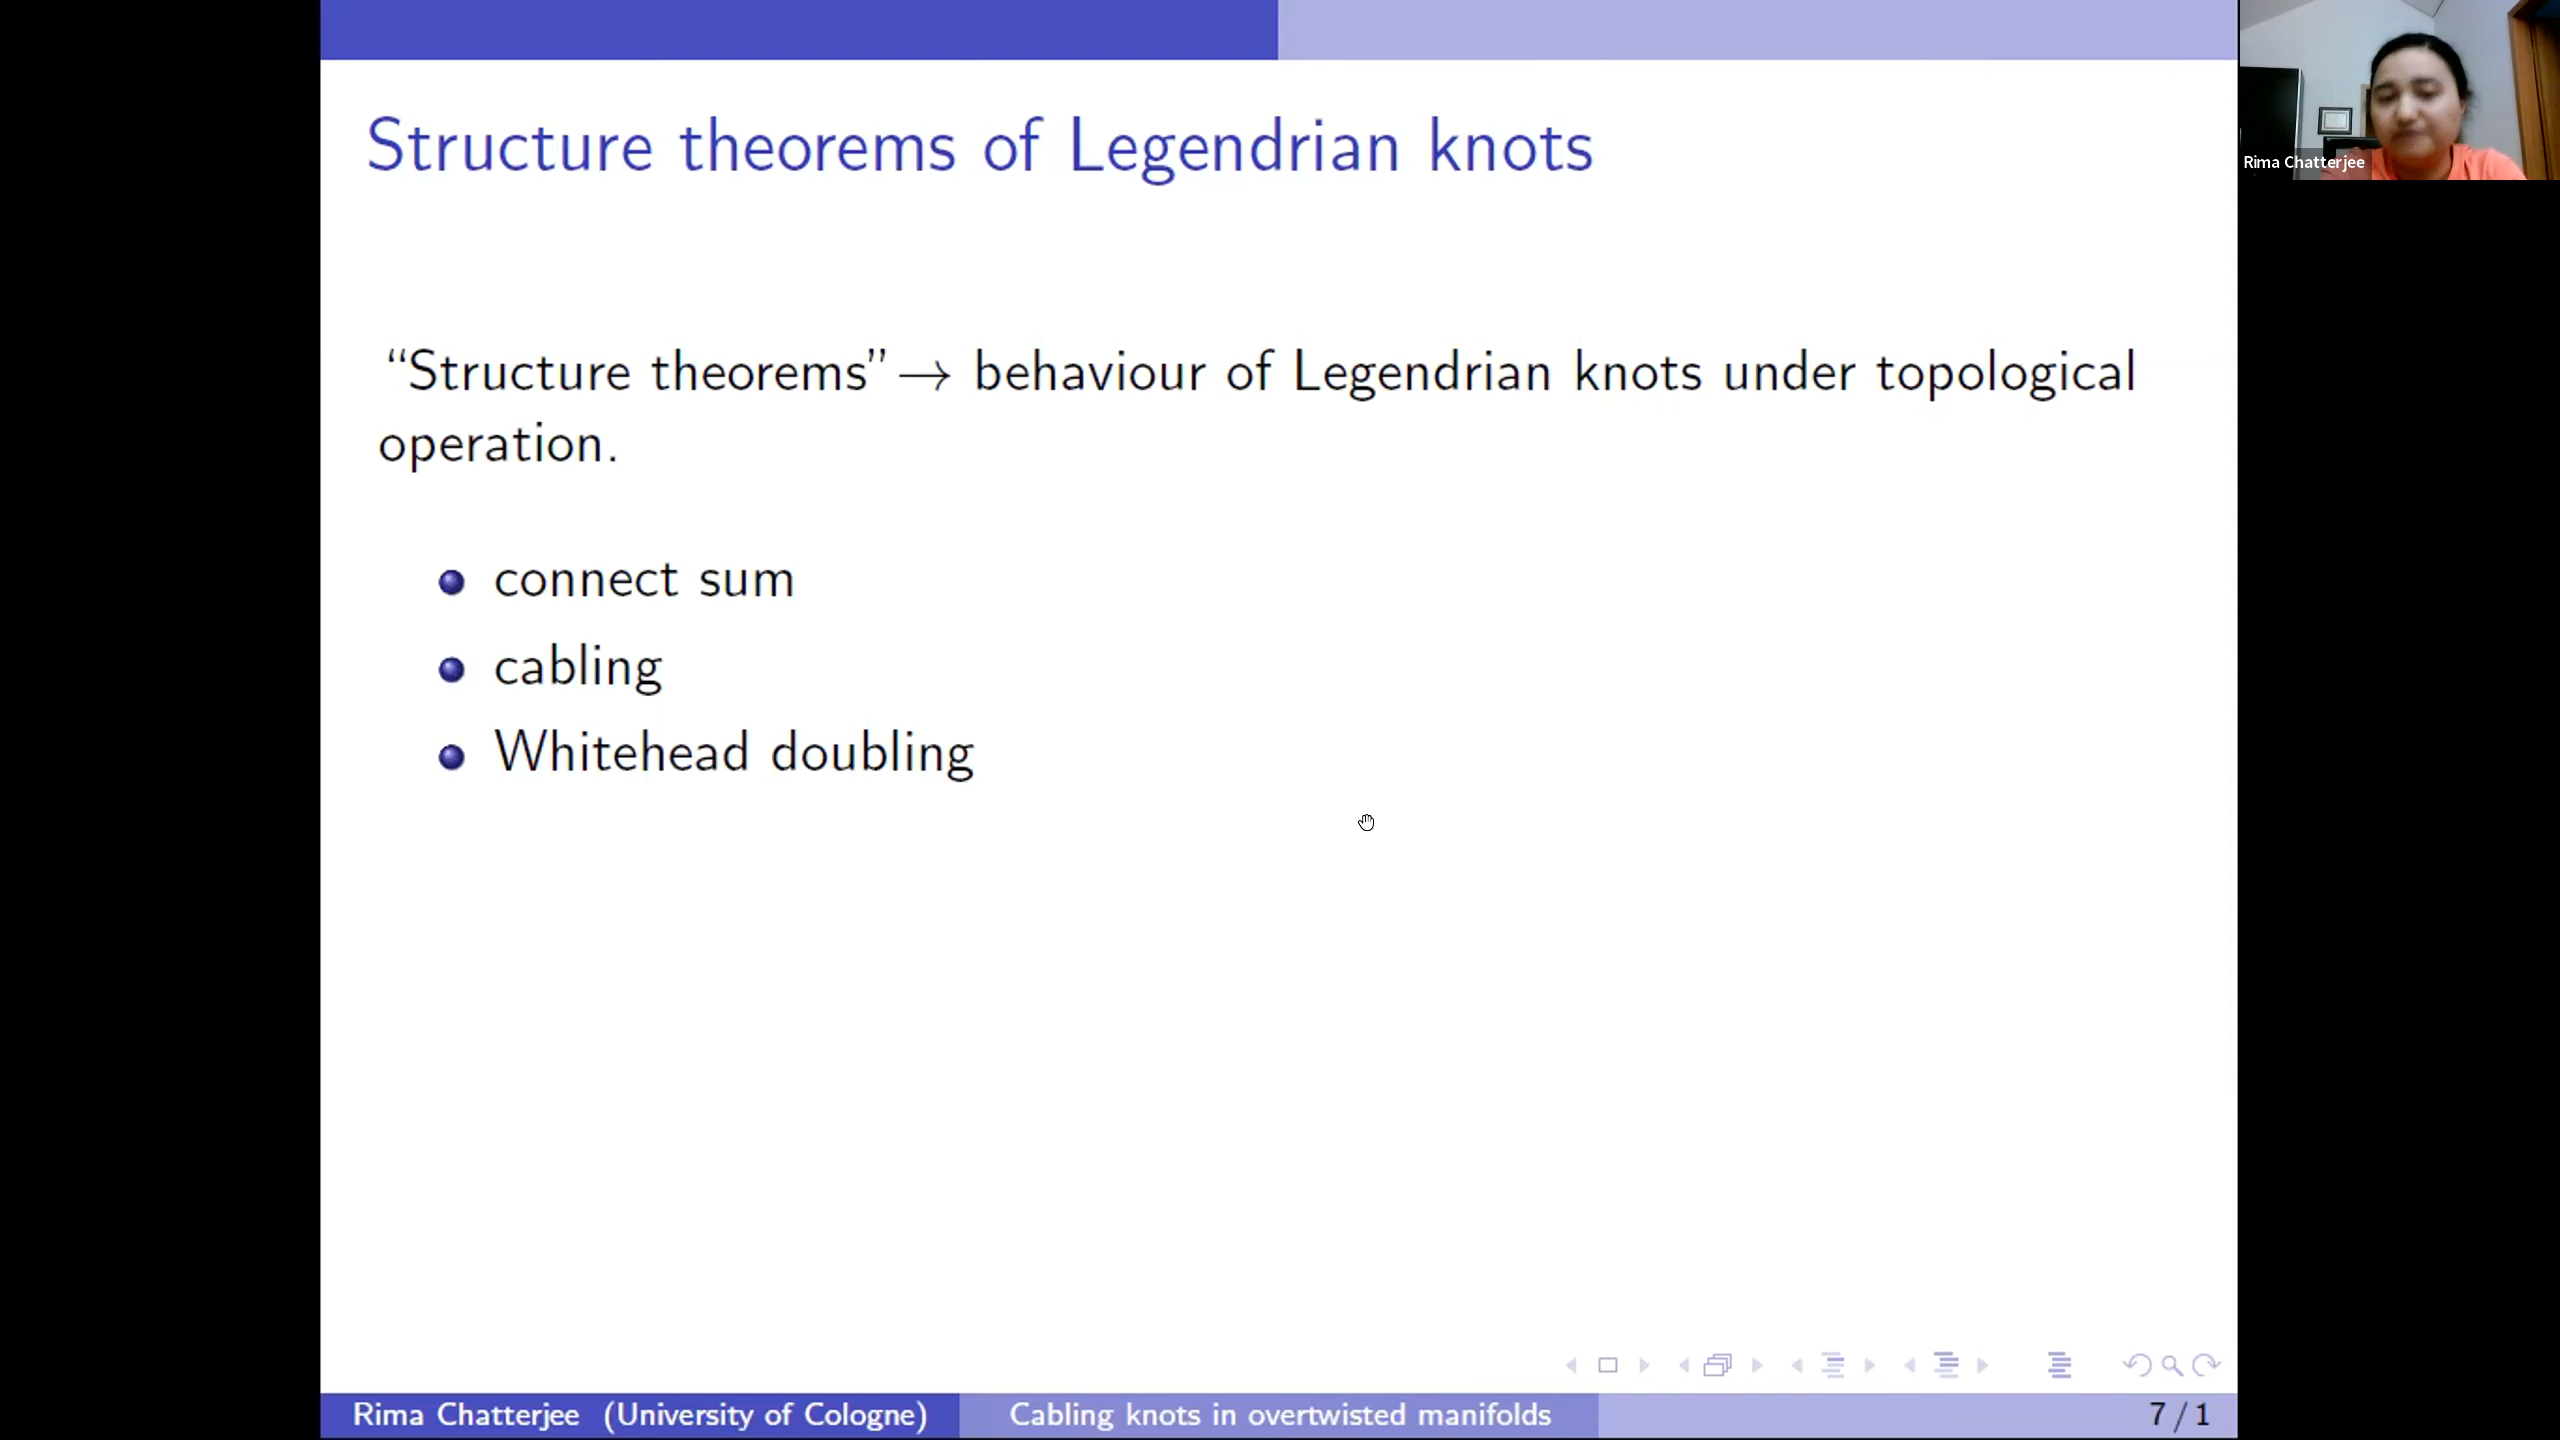 Structure theorems of Legendrian knots
Rima Chatterjee
“Structure theorems”→ behaviour of Legendrian knots under topological
operation.
connect sum
cabling
Whitehead doubling
Rima Chatterjee (University of Cologne)
Cabling knots in overtwisted manifolds
7 / 1